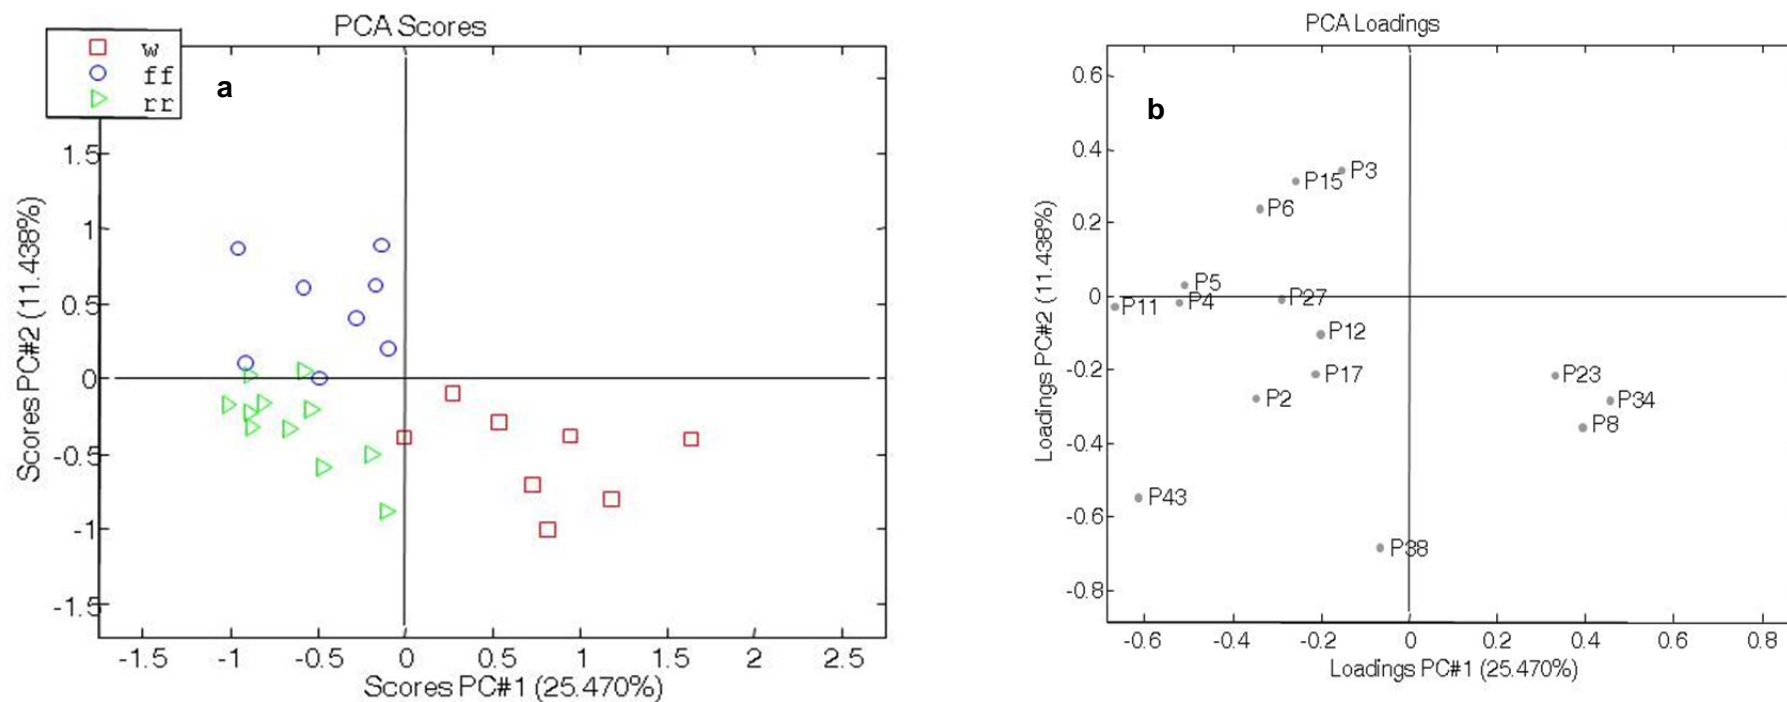 PCA Scores
w
ff
rr
a
1.5
1
0.5
0
-0.5
-1
-1.5
Scores PC#2 (11.438%)
-1.5 -1 -0.5 0 0.5 1 1.5 2 2.5
Scores PC#1 (25.470%)
PCA Loadings
b
0.6
0.4
0.2
0
-0.2
-0.4
-0.6
-0.8
Loadings PC#2 (11.438%)
P3
P15
P6
P5
P27
P4
P11
P12
P17
P23
P2
P34
P8
P43
P38
-0.6 -0.4 -0.2 0 0.2 0.4 0.6 0.8
Loadings PC#1 (25.470%)